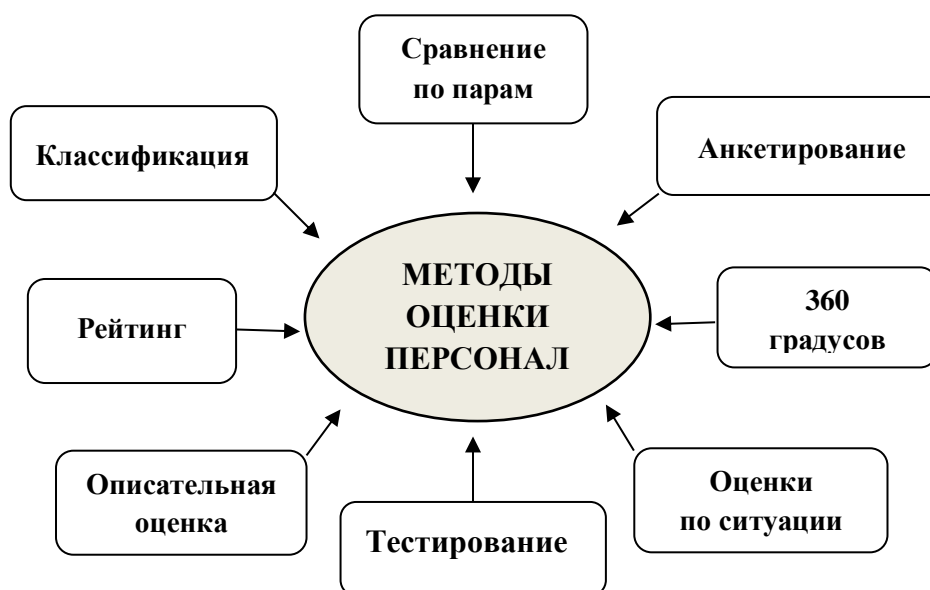 Сравнение
по парам
Классификация
Анкетирование
МЕТОДЫ
ОЦЕНКИ
ПЕРСОНАЛ
Рейтинг
360
градусов
Описательная
оценка
Тестирование
Оценки
по ситуации